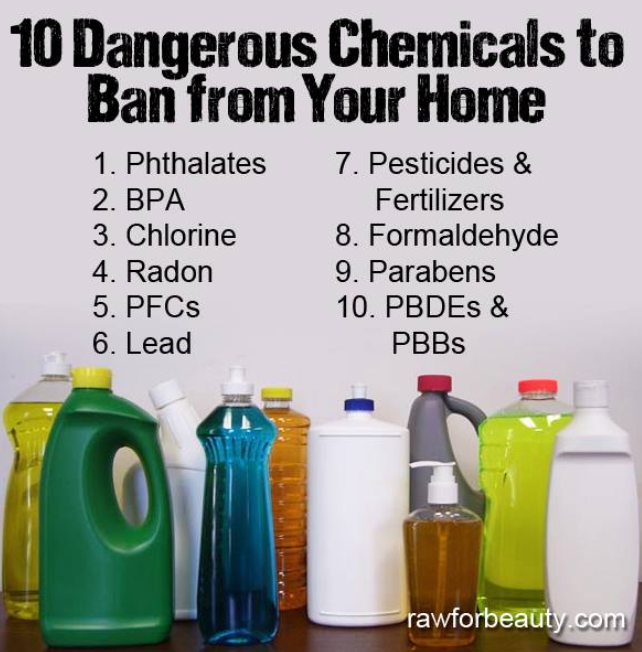 10 Dangerous Chemicals to
Ban from Your Home
1. Phthalates
2. BPA
3. Chlorine
4. Radon
5. PFCs
6. Lead
7. Pesticides &
Fertilizers
8. Formaldehyde
9. Parabens
10. PBDEs &
PBBs
rawforbeauty.com